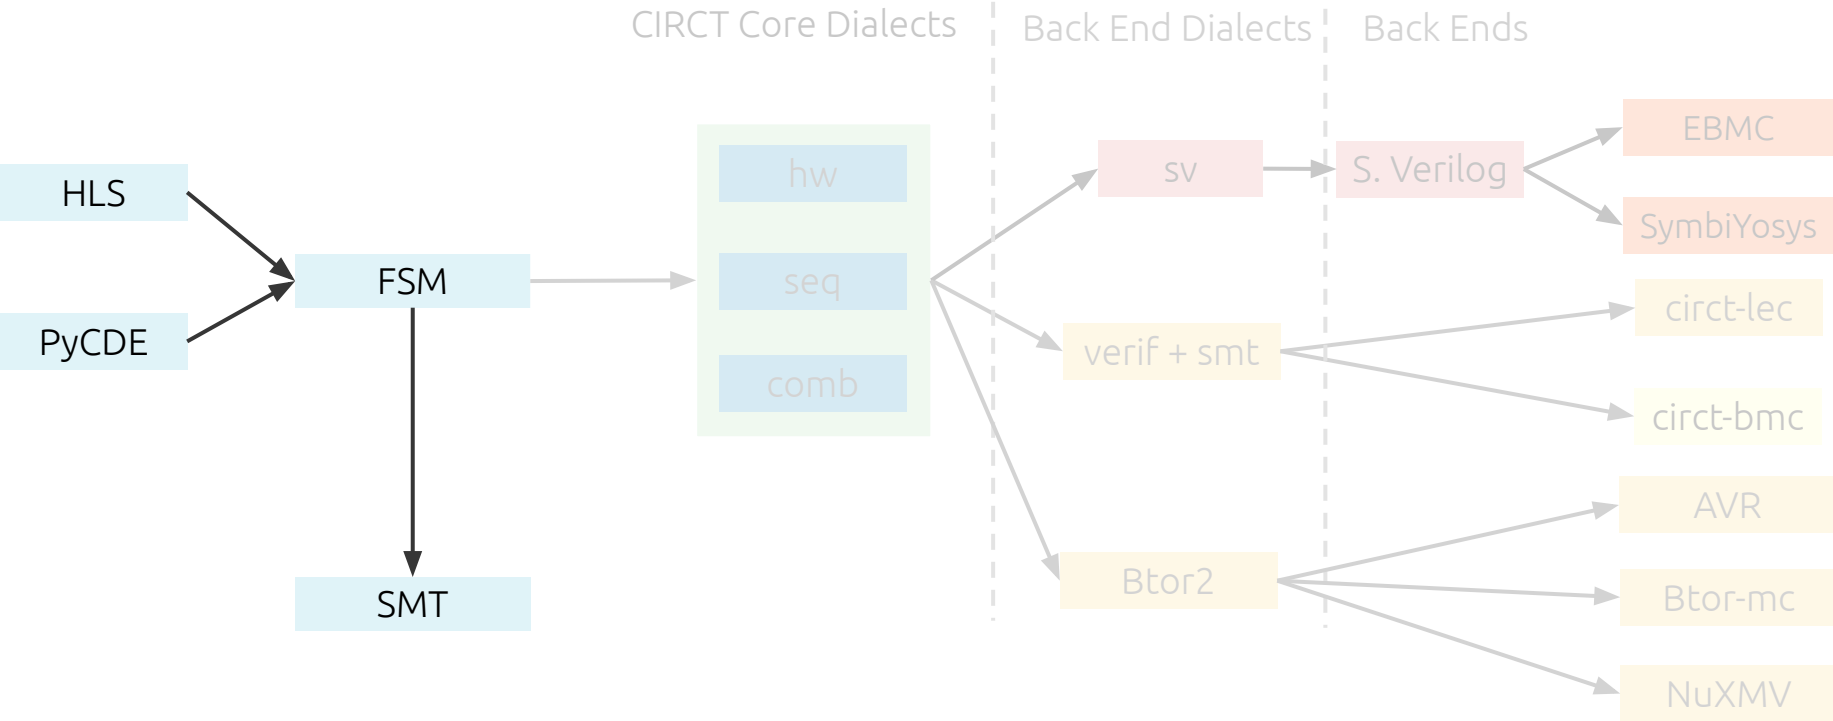 CIRCT Core Dialects
Back End Dialects
Back Ends
HLS
PyCDE
FSM
SMT
hw
seq
comb
sv
verif + smt
Btor2
S. Verilog
EBMC
SymbiYosys
circt-lec
circt-bmc
AVR
Btor-mc
NuXMV